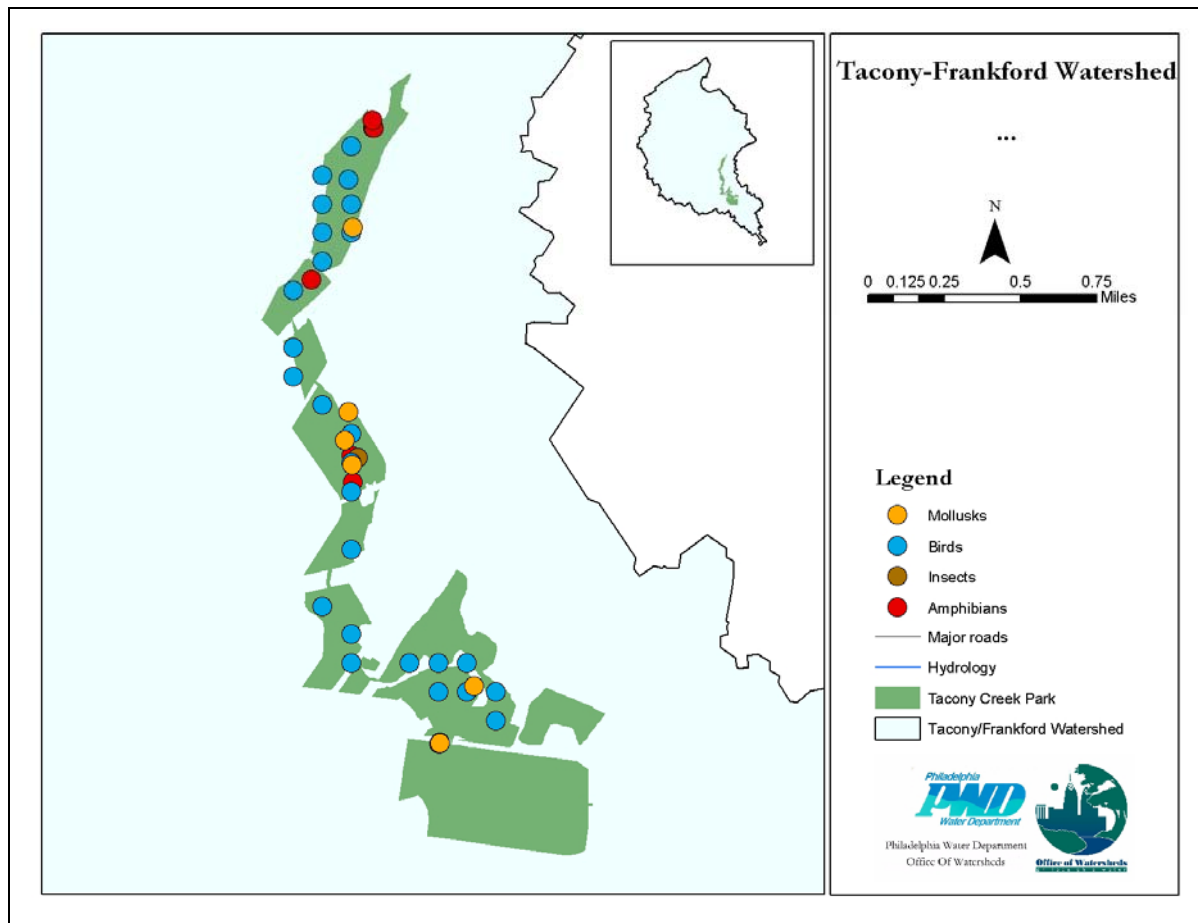 Tacony-Frankford Watershed
...
N
0 0.125 0.25 0.5 0.75
Miles
Legend
Mollusks
Birds
Insects
Amphibians
Major roads
Hydrology
Tacony Creek Park
Tacony/Frankford Watershed
Philadelphia
PWD
Water Department
Philadelphia Water Department
Office Of Watersheds
Office of Watersheds